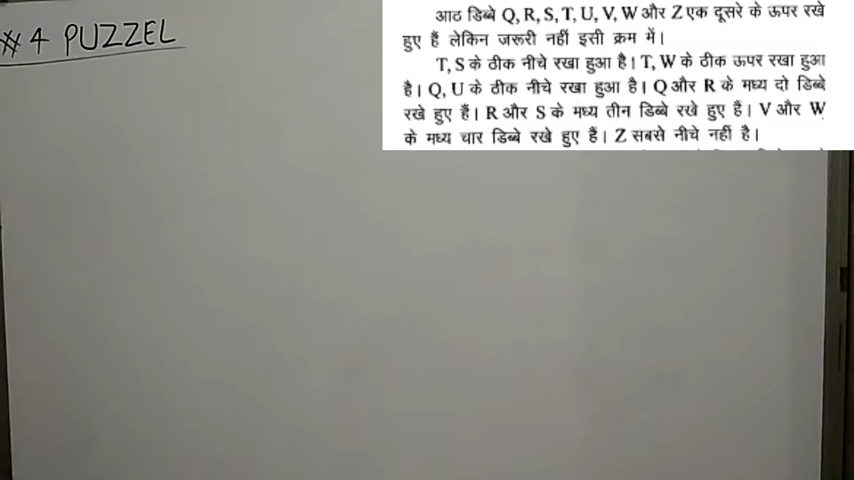 # 4 PUZZEL
आठ डिब्बे Q, R, S, T, U, V, W और Z एक दूसरे के ऊपर रखे
हुए हैं लेकिन जरूरी नहीं इसी क्रम में।
T, S के ठीक नीचे रखा हुआ है। T, W के ठीक ऊपर रखा हुआ
है। Q, U के ठीक नीचे रखा हुआ है। Q और R के मध्य दो डिब्बे
रखे हुए हैं। R और S के मध्य तीन डिब्बे रखे हुए हैं। V और W
के मध्य चार डिब्बे रखे हुए हैं। Z सबसे नीचे नहीं है।